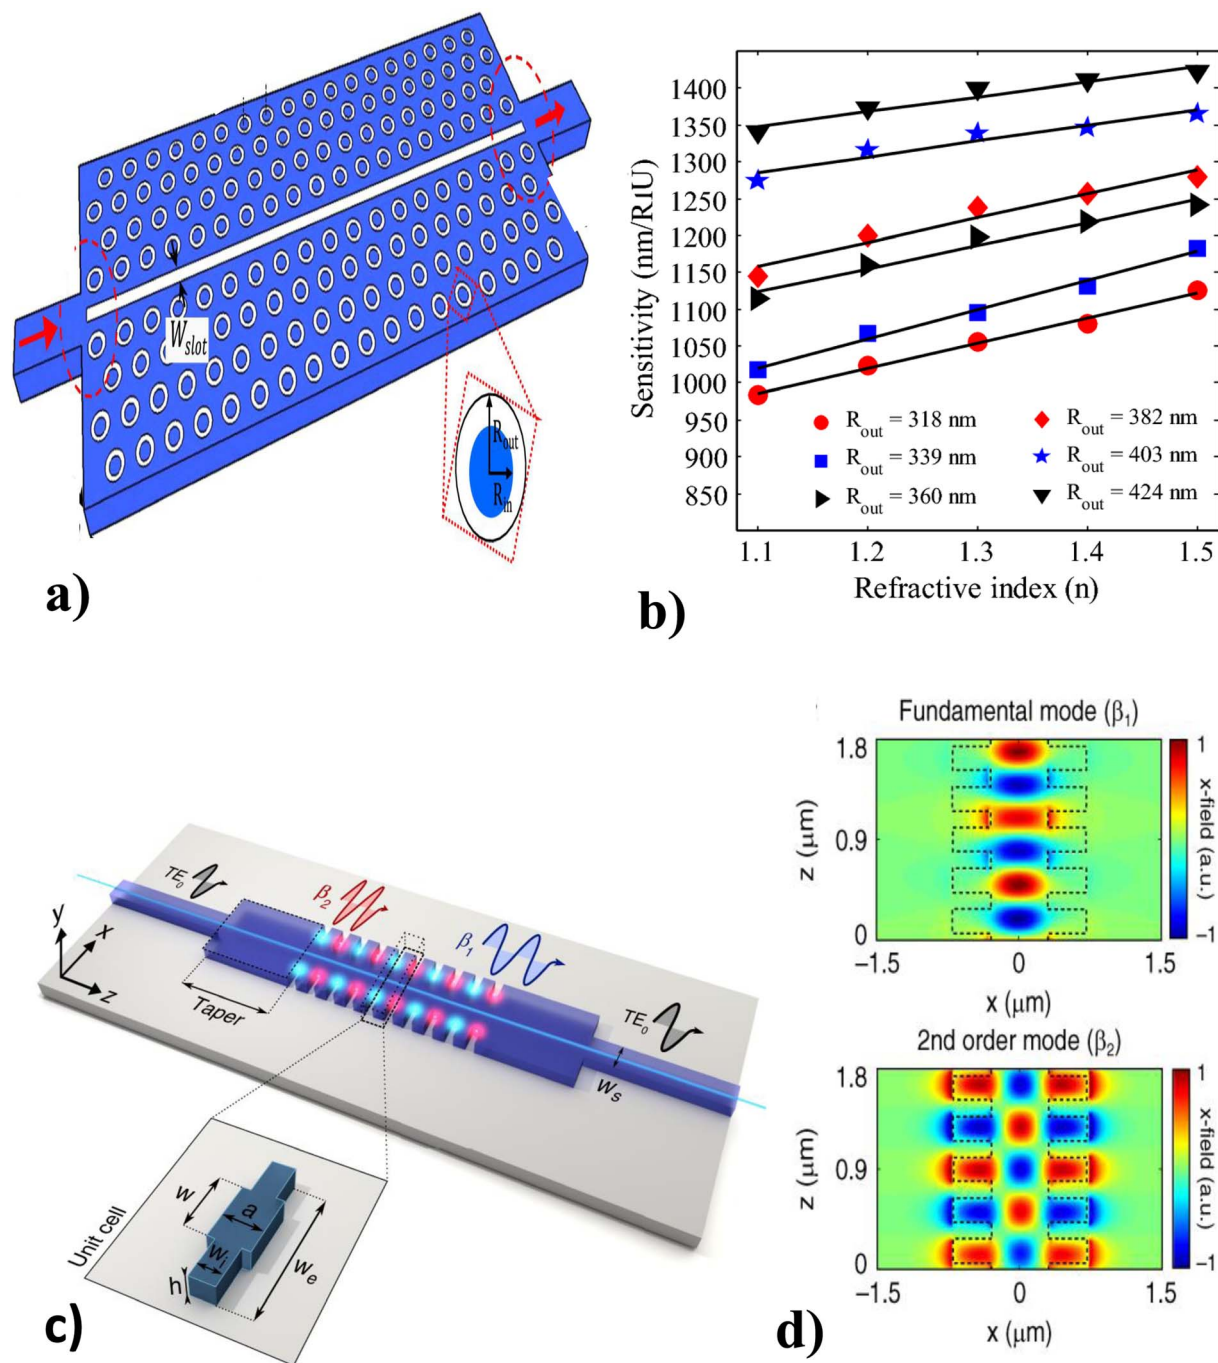 W_slot
R_out
R_in
a)
Sensitivity (nm/RIU)
1400
1350
1300
1250
1200
1150
1100
1050
1000
950
900
850
R_out = 318 nm
R_out = 339 nm
R_out = 360 nm
R_out = 382 nm
R_out = 403 nm
R_out = 424 nm
1.1 1.2 1.3 1.4 1.5
Refractive index (n)
b)
TE_0
β_2
β_1
TE_0
y
x
z
Taper
w_s
Unit cell
w
a
w_i
w_e
h
c)
Fundamental mode (β_1)
1.8
0.9
0
z (μm)
-1.5 0 1.5
x (μm)
1
-1
x-field (a.u.)
2nd order mode (β_2)
1.8
0.9
0
z (μm)
-1.5 0 1.5
x (μm)
1
-1
x-field (a.u.)
d)